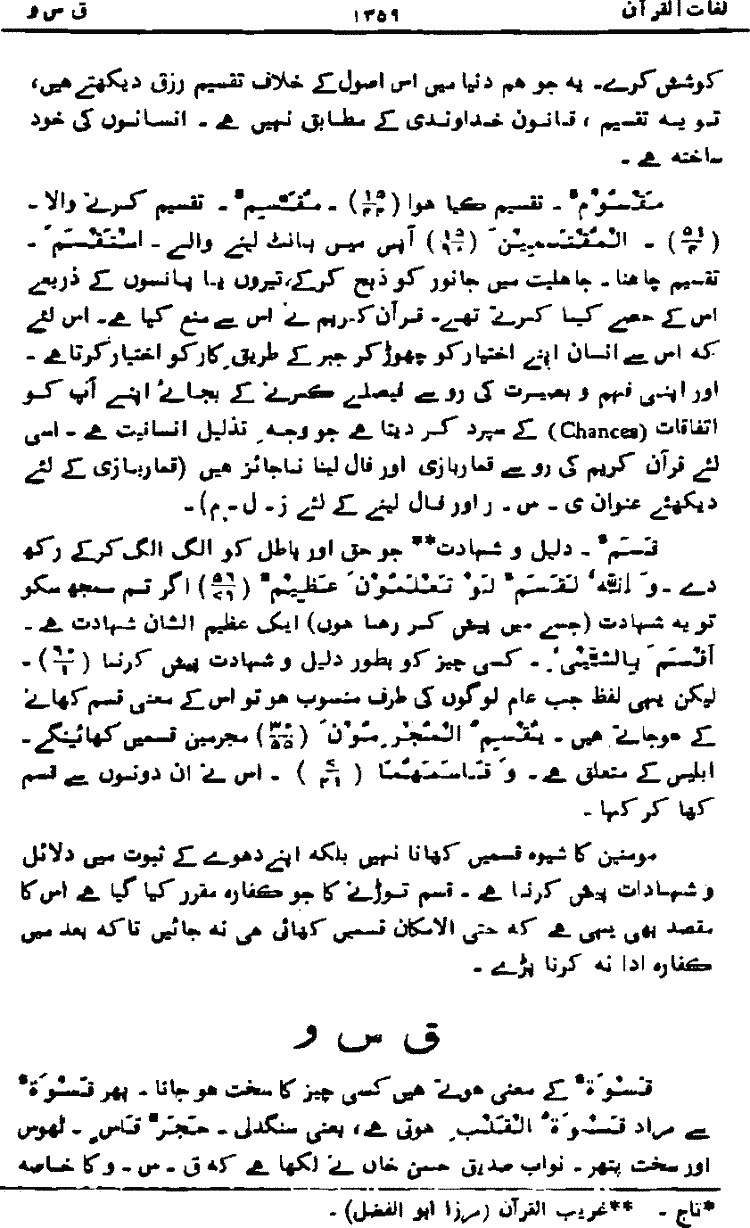 لغات القرآن ۱۳۵۹ ق س و
کوشش کرے۔ یہ جو ہم دنیا میں اس اصول کے خلاف تقسیم رزق دیکھتے ہیں،
تو یہ تقسیم ، قانون خداوندی کے مطابق نہیں ہے ۔ انسانوں کی خود
ساختہ ہے ۔
مَقْسُوْمٌ ۔ تقسیم کیا ہوا (۱۵/۴۴) ۔ مُقَسِّمٌ ۔ تقسیم کرنے والا ۔
(۵۱/۴) ۔ اَلْمُقْتَسِمِیْنَ (۱۵/۹۰) آپس میں بانٹ لینے والے ۔ اسْتَقْسَمَ ۔
تقسیم چاہنا ۔ جاہلیت میں جانور کو ذبح کرکے، تیروں یا پانسوں کے ذریعے
اس کے حصے کیا کرتے تھے۔ قرآن کریم نے اس سے منع کیا ہے۔ اس لئے
کہ اس سے انسان اپنے اختیار کو چھوڑ کر جبر کے طریقِ کار کو اختیار کرتا ہے ۔
اور اپنی فہم و بصیرت کی رو سے فیصلے کرنے کے بجائے اپنے آپ کو
اتفاقات (Chances) کے سپرد کر دیتا ہے جو وجہِ تذلیل انسانیت ہے ۔ اسی
لئے قرآن کریم کی رو سے قمار بازی اور فال لینا ناجائز ہیں (قمار بازی کے لئے
دیکھئے عنوان ی ۔ س ۔ ر اور فال لینے کے لئے ز ۔ ل ۔ م) ۔
قَسَمٌ ۔ دلیل و شہادت** جو حق اور باطل کو الگ الگ کرکے رکھ
دے ۔ وَ اِنَّهٗ لَقَسَمٌ لَّوْ تَعْلَمُوْنَ عَظِیْمٌ (۵۶/۷۶) اگر تم سمجھ سکو
تو یہ شہادت (جسے میں پیش کر رہا ہوں) ایک عظیم الشان شہادت ہے ۔
اَقْسَمَ بِالشَّیْئِ ۔ کسی چیز کو بطور دلیل و شہادت پیش کرنا (۹۰/۱) ۔
لیکن یہی لفظ جب عام لوگوں کی طرف منسوب ہو تو اس کے معنی قسم کھانے
کے ہوجاتے ہیں ۔ یُقْسِمُ الْمُجْرِمُوْنَ (۳۰/۵۵) مجرمین قسمیں کھائینگے ۔
ابلیس کے متعلق ہے ۔ وَ قَاسَمَهُمَا (۷/۲۱) ۔ اس نے ان دونوں سے قسم
کھا کر کہا ۔
مومنین کا شیوہ قسمیں کھانا نہیں بلکہ اپنے دعوے کے ثبوت میں دلائل
و شہادات پیش کرنا ہے ۔ قسم توڑنے کا جو کفارہ مقرر کیا گیا ہے اس کا
مقصد بھی یہی ہے کہ حتی الامکان قسمیں کھائی ہی نہ جائیں تاکہ بعد میں
کفارہ ادا نہ کرنا پڑے ۔
ق س و
قَسْوَةٌ کے معنی ہوتے ہیں کسی چیز کا سخت ہو جانا ۔ پھر قَسْوَةٌ
سے مراد قَسْوَةُ الْقَلْبِ ہوتی ہے، یعنی سنگدلی ۔ حَجَرٌ قَاسٍ ۔ ٹھوس
اور سخت پتھر ۔ نواب صدیق حسن خاں نے لکھا ہے کہ ق ۔ س ۔ و کا خاصہ
*تاج ۔ **غریب القرآن (مرزا ابو الفضل) ۔